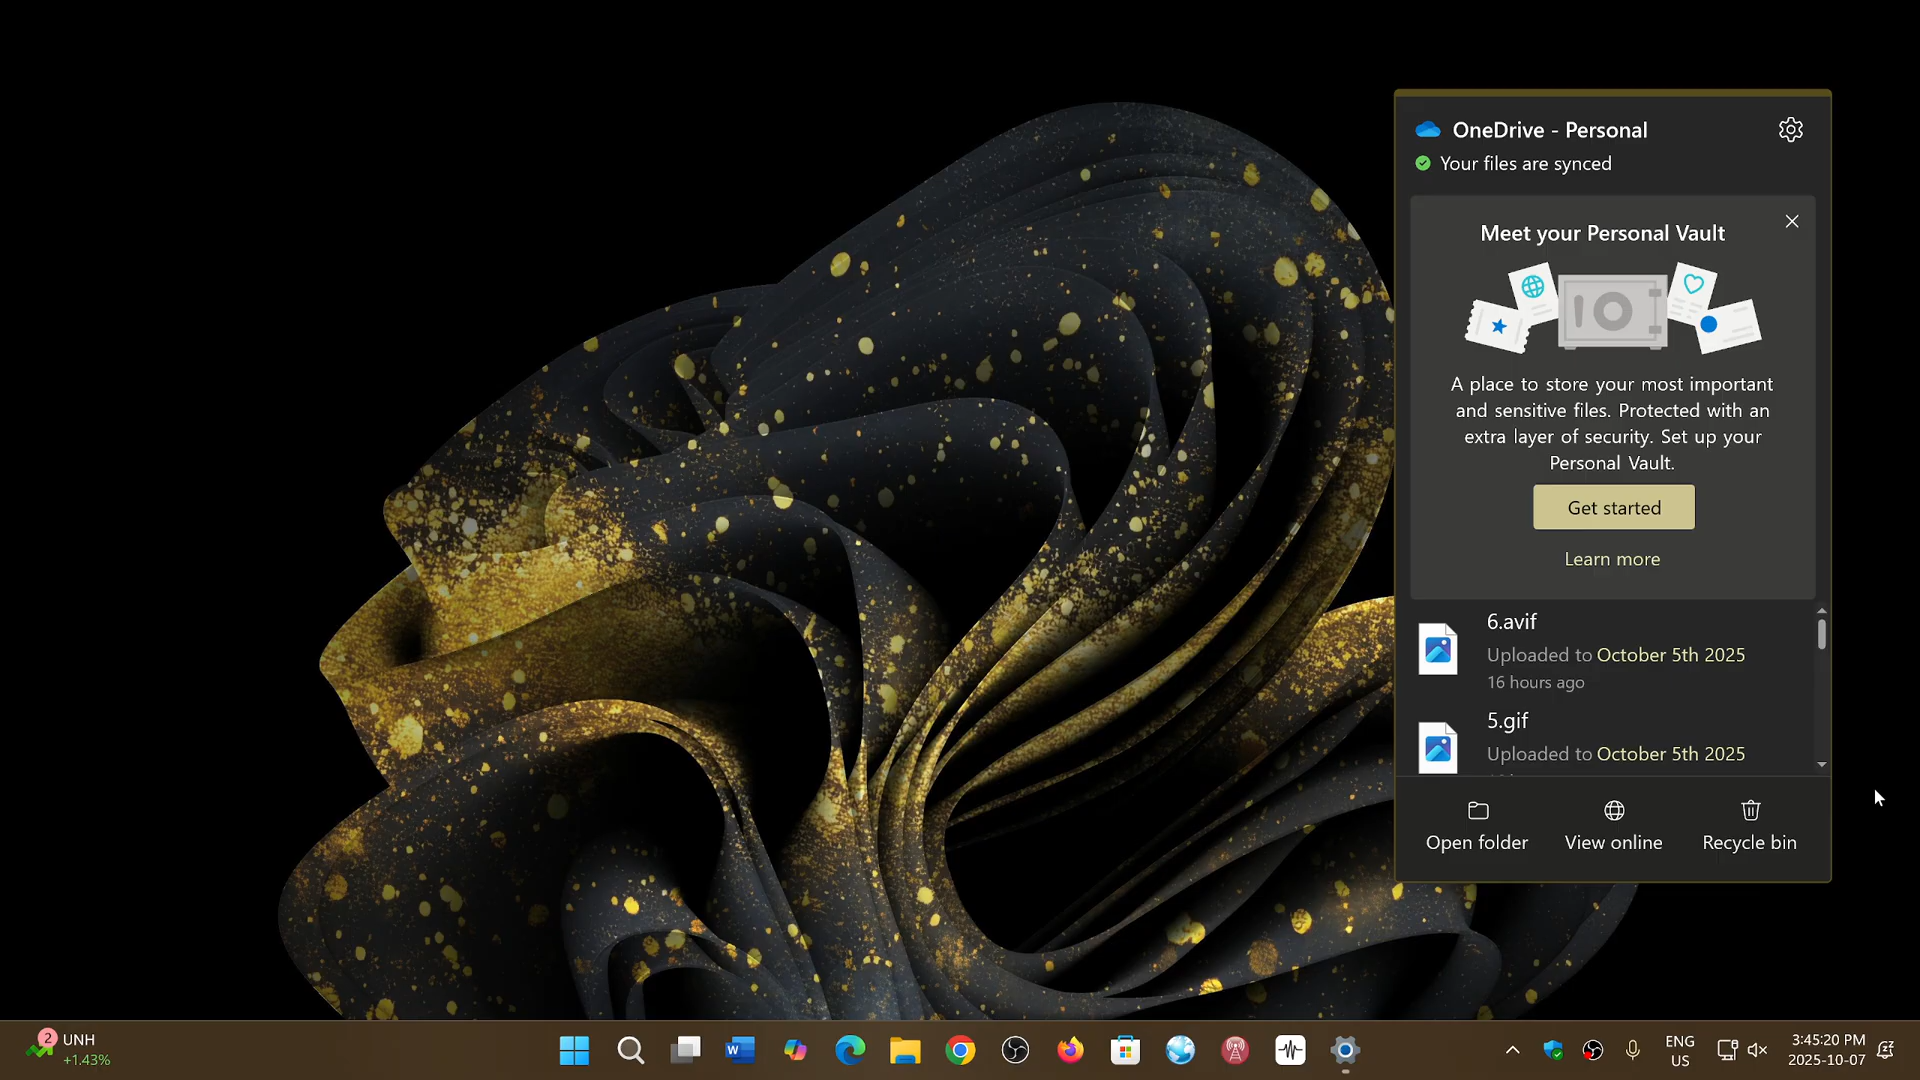 OneDrive - Personal
Your files are synced
Meet your Personal Vault
A place to store your most important
and sensitive files. Protected with an
extra layer of security. Set up your
Personal Vault.
Get started
Learn more
6.avif
Uploaded to October 5th 2025
16 hours ago
5.gif
Uploaded to October 5th 2025
Open folder
View online
Recycle bin
2
UNH
+1.43%
ENG
US
3:45:20 PM
2025-10-07